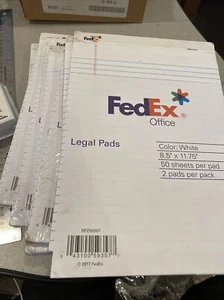 FedEx®
Office
Legal Pads
Color: White
8.5" x 11.75"
50 sheets per pad
2 pads per pack
SPZ59357
© 2017 FedEx